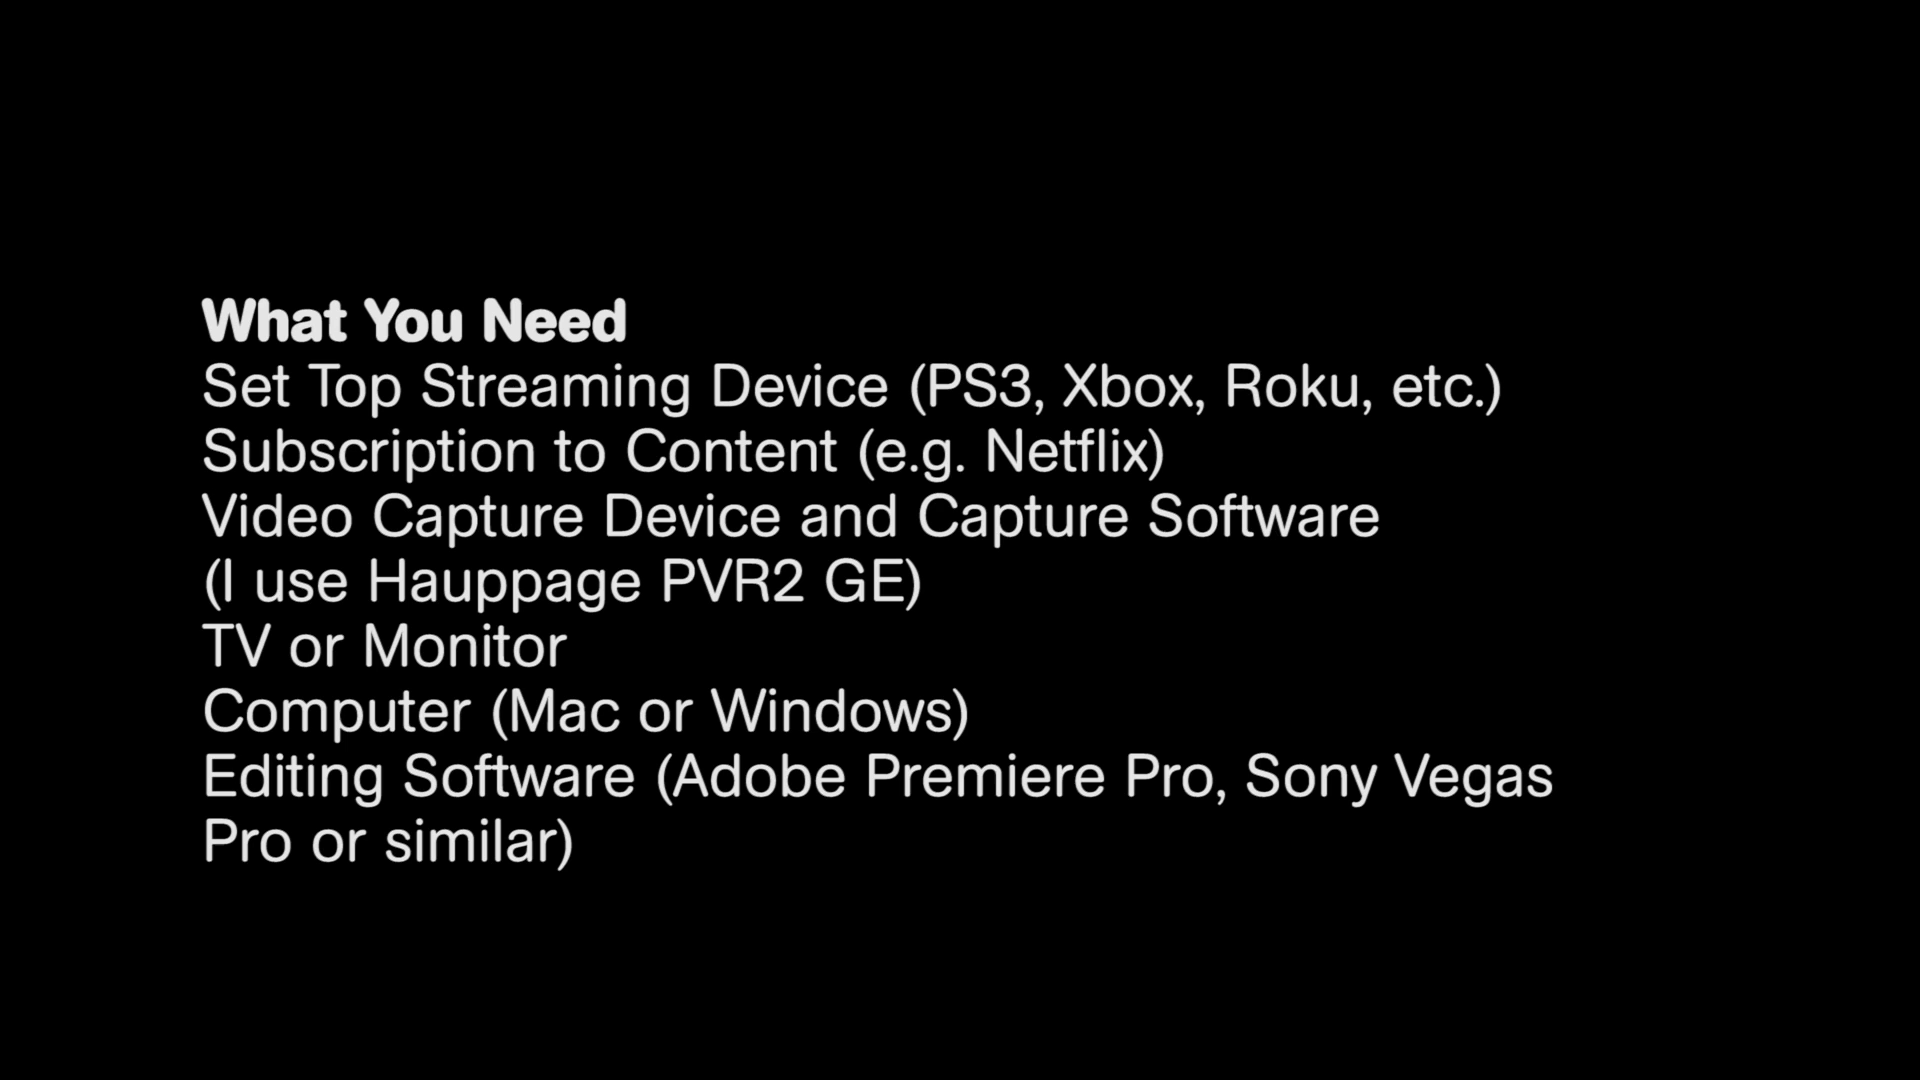 What You Need
Set Top Streaming Device (PS3, Xbox, Roku, etc.)
Subscription to Content (e.g. Netflix)
Video Capture Device and Capture Software
(I use Hauppage PVR2 GE)
TV or Monitor
Computer (Mac or Windows)
Editing Software (Adobe Premiere Pro, Sony Vegas
Pro or similar)